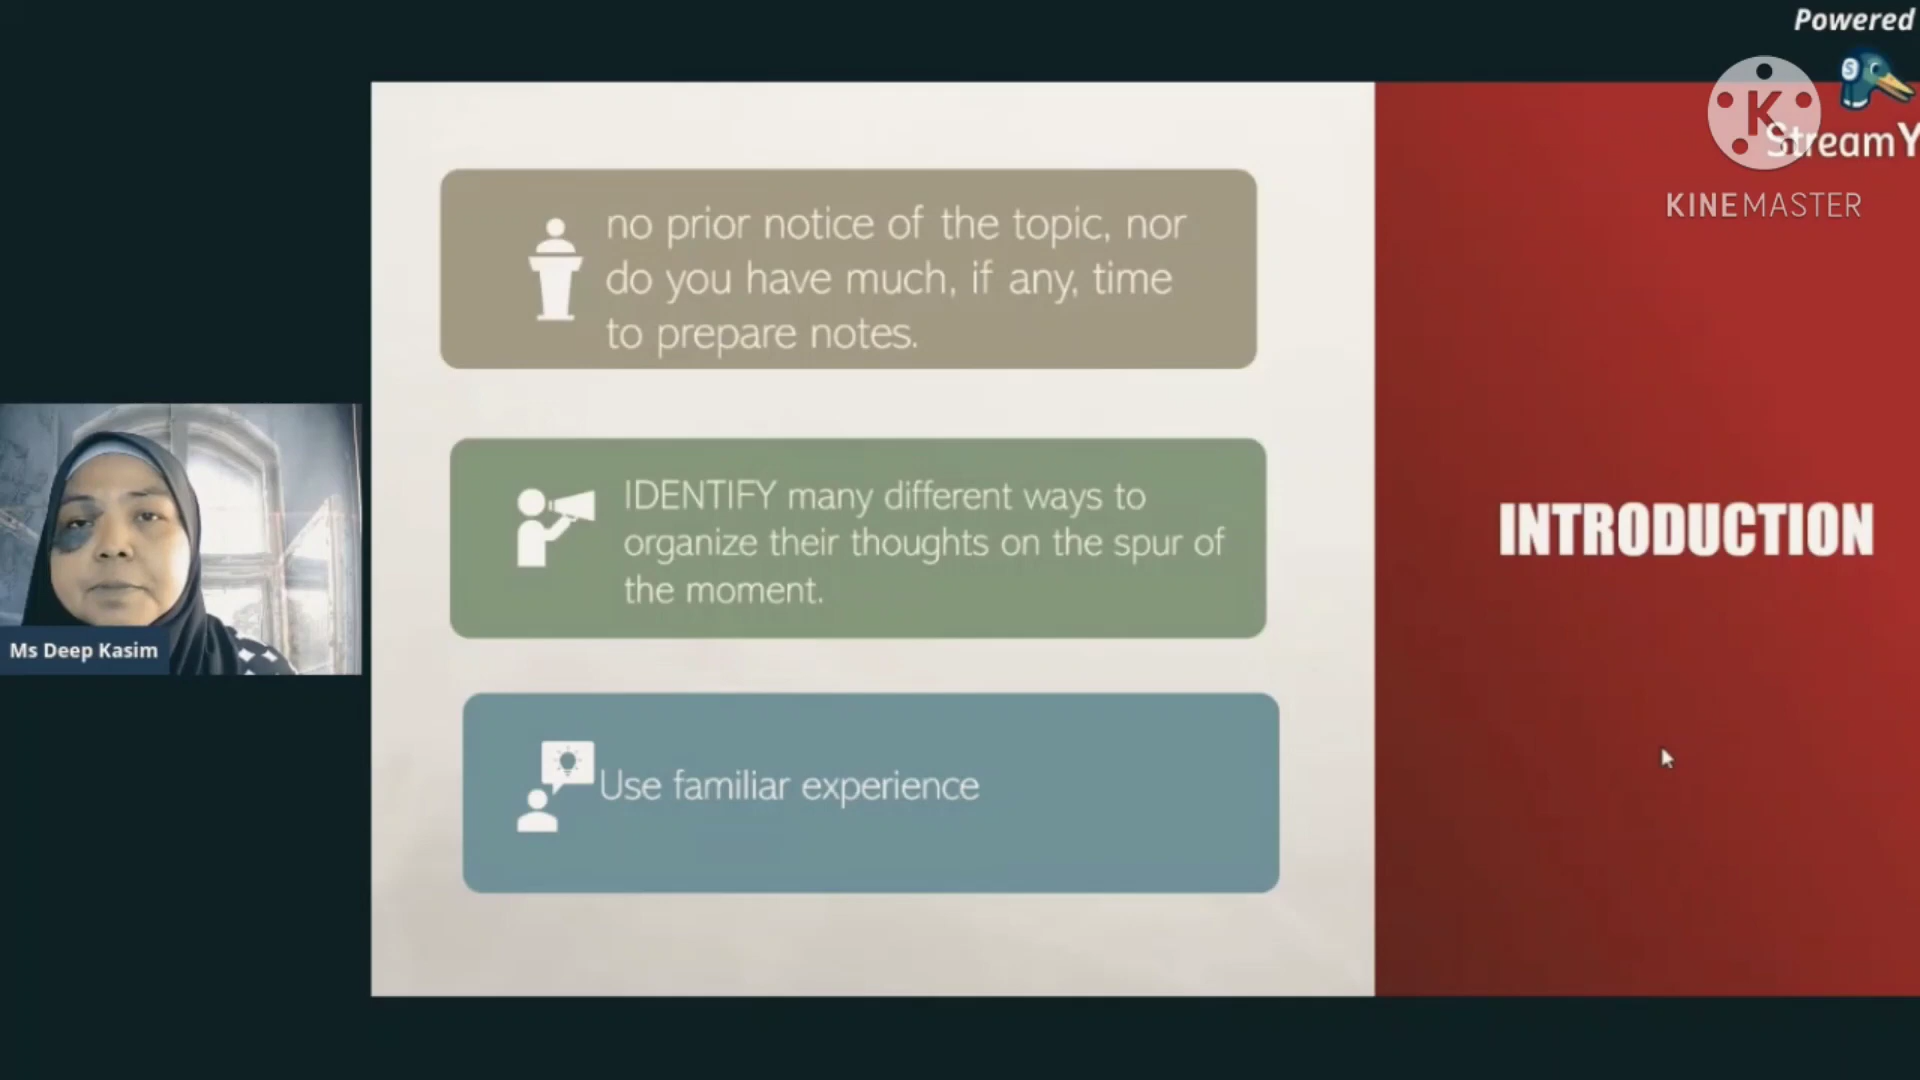 Powered
StreamY
KINEMASTER
no prior notice of the topic, nor
do you have much, if any, time
to prepare notes.
IDENTIFY many different ways to
organize their thoughts on the spur of
the moment.
INTRODUCTION
Ms Deep Kasim
Use familiar experience